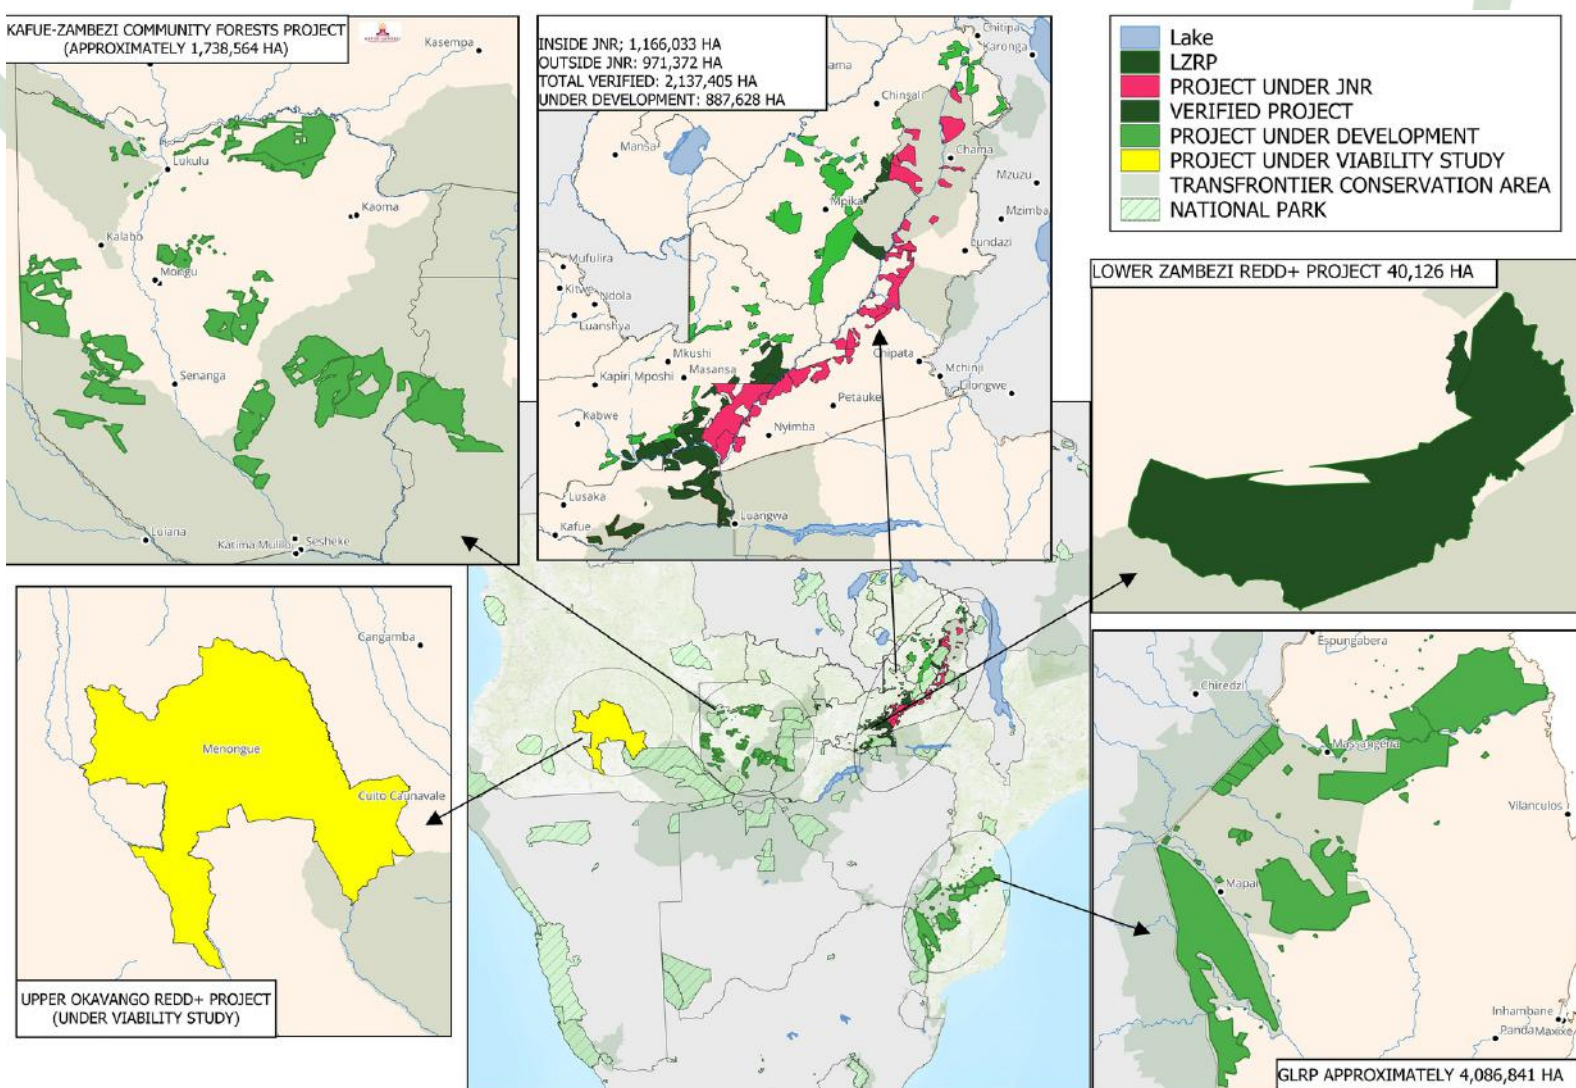 KAFUE-ZAMBEZI COMMUNITY FORESTS PROJECT
(APPROXIMATELY 1,738,564 HA)
Kasempa
Lukulu
Kaoma
Kalabo
Mongu
Senanga
Luiana
Katima Mulilo
Sesheke
INSIDE JNR; 1,166,033 HA
OUTSIDE JNR: 971,372 HA
TOTAL VERIFIED: 2,137,405 HA
UNDER DEVELOPMENT: 887,628 HA
Chitipa
Karonga
Chinsali
Mansa
Chama
Mzuzu
Mpika
Mzimba
Lundazi
Mufulira
Kitwe
Ndola
Luanshya
Mkushi
Chipata
Masansa
Mchinji
Kapiri Mposhi
Lilongwe
Petauke
Kabwe
Nyimba
Lusaka
Luangwa
Kafue
Lake
LZRP
PROJECT UNDER JNR
VERIFIED PROJECT
PROJECT UNDER DEVELOPMENT
PROJECT UNDER VIABILITY STUDY
TRANSFRONTIER CONSERVATION AREA
NATIONAL PARK
LOWER ZAMBEZI REDD+ PROJECT 40,126 HA
Cangamba
Menongue
Cuito Caunavale
UPPER OKAVANGO REDD+ PROJECT
(UNDER VIABILITY STUDY)
Espungabera
Chiredzi
Massangena
Vilanculos
Mapai
Inhambane
Panda
Maxixe
GLRP APPROXIMATELY 4,086,841 HA